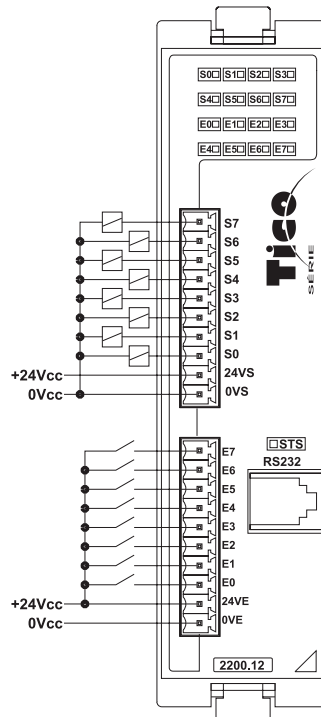 S0 S1 S2 S3
S4 S5 S6 S7
E0 E1 E2 E3
E4 E5 E6 E7
Tico
SÉRIE
S7
S6
S5
S4
S3
S2
S1
S0
+24Vcc 24VS
0Vcc 0VS
STS
RS232
E7
E6
E5
E4
E3
E2
E1
E0
+24Vcc 24VE
0Vcc 0VE
2200.12